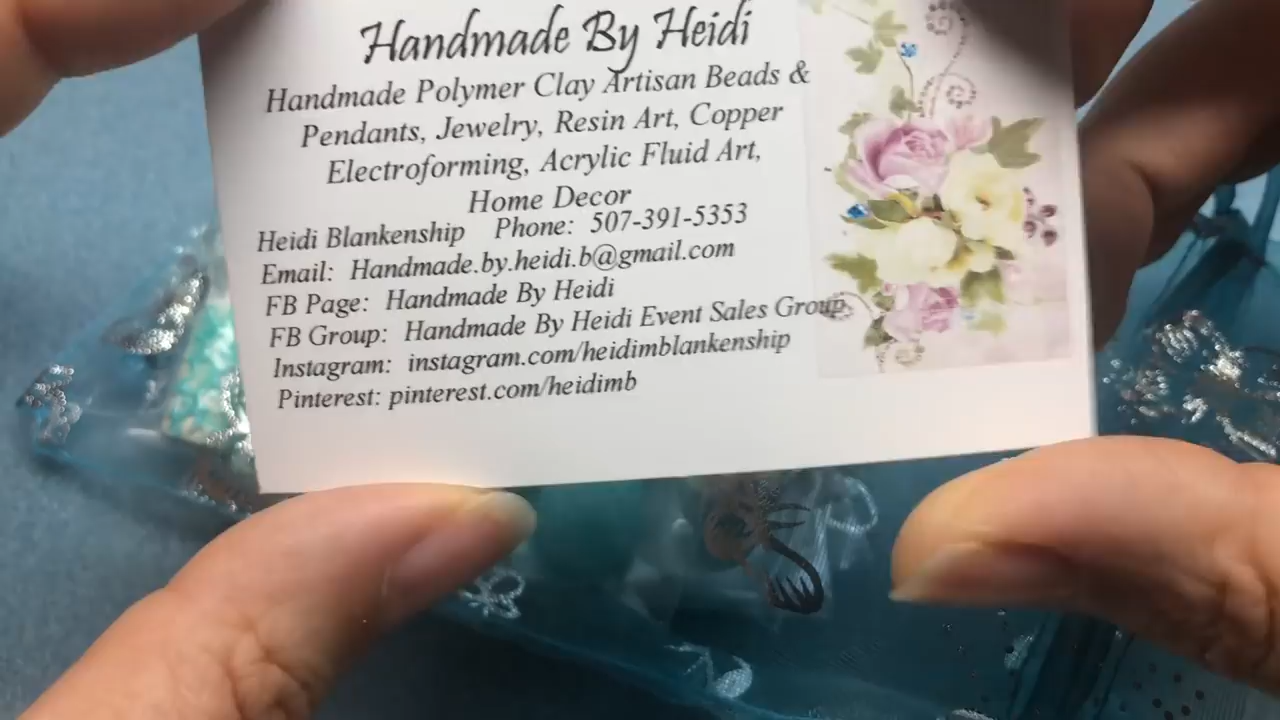 Handmade By Heidi
Handmade Polymer Clay Artisan Beads &
Pendants, Jewelry, Resin Art, Copper
Electroforming, Acrylic Fluid Art,
Home Decor
Heidi Blankenship Phone: 507-391-5353
Email: Handmade.by.heidi.b@gmail.com
FB Page: Handmade By Heidi
FB Group: Handmade By Heidi Event Sales Group
Instagram: instagram.com/heidimblankenship
Pinterest: pinterest.com/heidimb